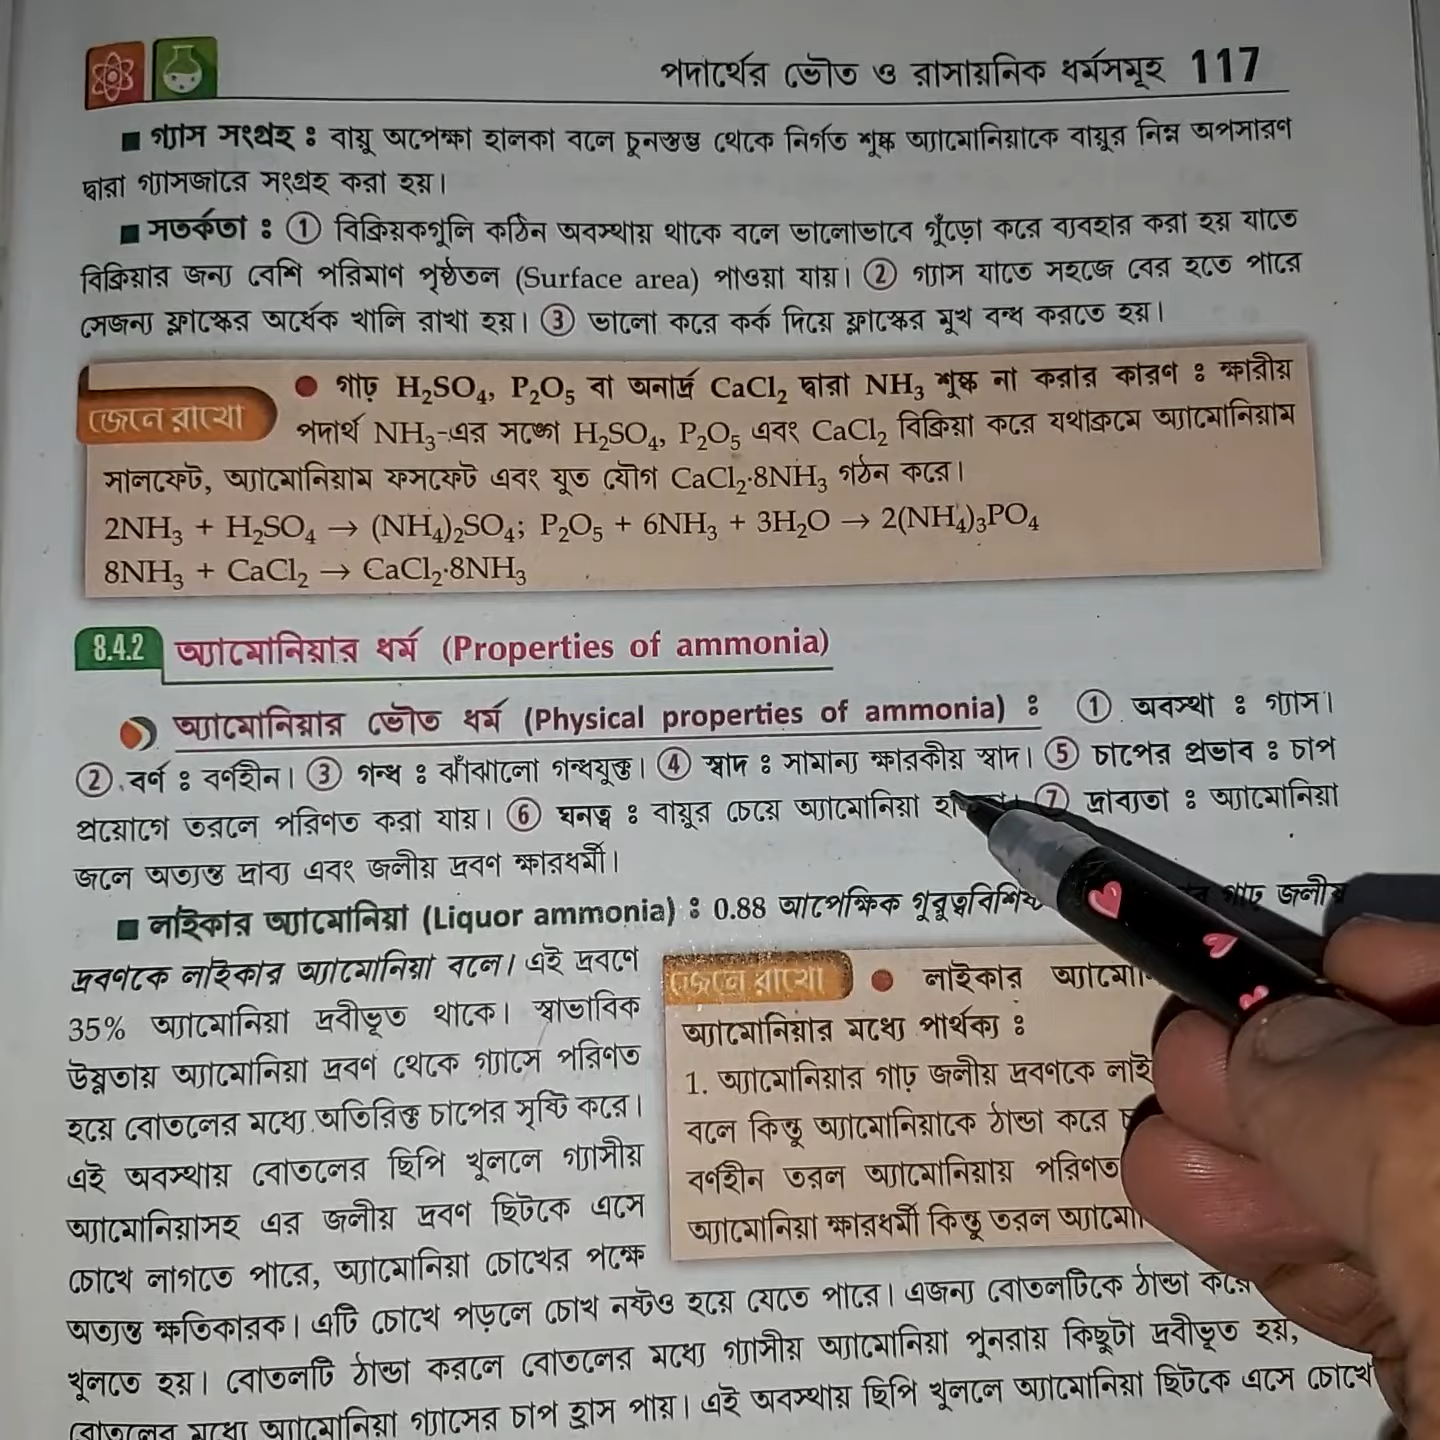 পদার্থের ভৌত ও রাসায়নিক ধর্মসমূহ 117
■ গ্যাস সংগ্রহ : বায়ু অপেক্ষা হালকা বলে চুনস্তম্ভ থেকে নির্গত শুষ্ক অ্যামোনিয়াকে বায়ুর নিম্ন অপসারণ
দ্বারা গ্যাসজারে সংগ্রহ করা হয়।
■ সতর্কতা : ① বিক্রিয়কগুলি কঠিন অবস্থায় থাকে বলে ভালোভাবে গুঁড়ো করে ব্যবহার করা হয় যাতে
বিক্রিয়ার জন্য বেশি পরিমাণ পৃষ্ঠতল (Surface area) পাওয়া যায়। ② গ্যাস যাতে সহজে বের হতে পারে
সেজন্য ফ্লাস্কের অর্ধেক খালি রাখা হয়। ③ ভালো করে কর্ক দিয়ে ফ্লাস্কের মুখ বন্ধ করতে হয়।
জেনে রাখো
● গাঢ় H₂SO₄, P₂O₅ বা অনার্দ্র CaCl₂ দ্বারা NH₃ শুষ্ক না করার কারণ : ক্ষারীয়
পদার্থ NH₃-এর সঙ্গে H₂SO₄, P₂O₅ এবং CaCl₂ বিক্রিয়া করে যথাক্রমে অ্যামোনিয়াম
সালফেট, অ্যামোনিয়াম ফসফেট এবং যুত যৌগ CaCl₂·8NH₃ গঠন করে।
2NH₃ + H₂SO₄ → (NH₄)₂SO₄; P₂O₅ + 6NH₃ + 3H₂O → 2(NH₄)₃PO₄
8NH₃ + CaCl₂ → CaCl₂·8NH₃
8.4.2 অ্যামোনিয়ার ধর্ম (Properties of ammonia)
অ্যামোনিয়ার ভৌত ধর্ম (Physical properties of ammonia) : ① অবস্থা : গ্যাস।
② বর্ণ : বর্ণহীন। ③ গন্ধ : ঝাঁঝালো গন্ধযুক্ত। ④ স্বাদ : সামান্য ক্ষারকীয় স্বাদ। ⑤ চাপের প্রভাব : চাপ
প্রয়োগে তরলে পরিণত করা যায়। ⑥ ঘনত্ব : বায়ুর চেয়ে অ্যামোনিয়া ⑦ দ্রাব্যতা : অ্যামোনিয়া
জলে অত্যন্ত দ্রাব্য এবং জলীয় দ্রবণ ক্ষারধর্মী।
■ লাইকার অ্যামোনিয়া (Liquor ammonia) : 0.88 আপেক্ষিক গুরুত্ববিশিষ্ট গাঢ় জলীয়
দ্রবণকে লাইকার অ্যামোনিয়া বলে। এই দ্রবণে
35% অ্যামোনিয়া দ্রবীভূত থাকে। স্বাভাবিক
উষ্ণতায় অ্যামোনিয়া দ্রবণ থেকে গ্যাসে পরিণত
হয়ে বোতলের মধ্যে অতিরিক্ত চাপের সৃষ্টি করে।
এই অবস্থায় বোতলের ছিপি খুললে গ্যাসীয়
অ্যামোনিয়াসহ এর জলীয় দ্রবণ ছিটকে এসে
চোখে লাগতে পারে, অ্যামোনিয়া চোখের পক্ষে
জেনে রাখো
● লাইকার
অ্যামোনিয়ার মধ্যে পার্থক্য :
1. অ্যামোনিয়ার গাঢ় জলীয় দ্রবণকে
বলে কিন্তু অ্যামোনিয়াকে ঠান্ডা করে
বর্ণহীন তরল অ্যামোনিয়ায় পরিণত
অ্যামোনিয়া ক্ষারধর্মী কিন্তু তরল
অত্যন্ত ক্ষতিকারক। এটি চোখে পড়লে চোখ নষ্টও হয়ে যেতে পারে। এজন্য বোতলটিকে ঠান্ডা করে
খুলতে হয়। বোতলটি ঠান্ডা করলে বোতলের মধ্যে গ্যাসীয় অ্যামোনিয়া পুনরায় কিছুটা দ্রবীভূত হয়,
বোতলের মধ্যে অ্যামোনিয়া গ্যাসের চাপ হ্রাস পায়। এই অবস্থায় ছিপি খুললে অ্যামোনিয়া ছিটকে এসে চোখে